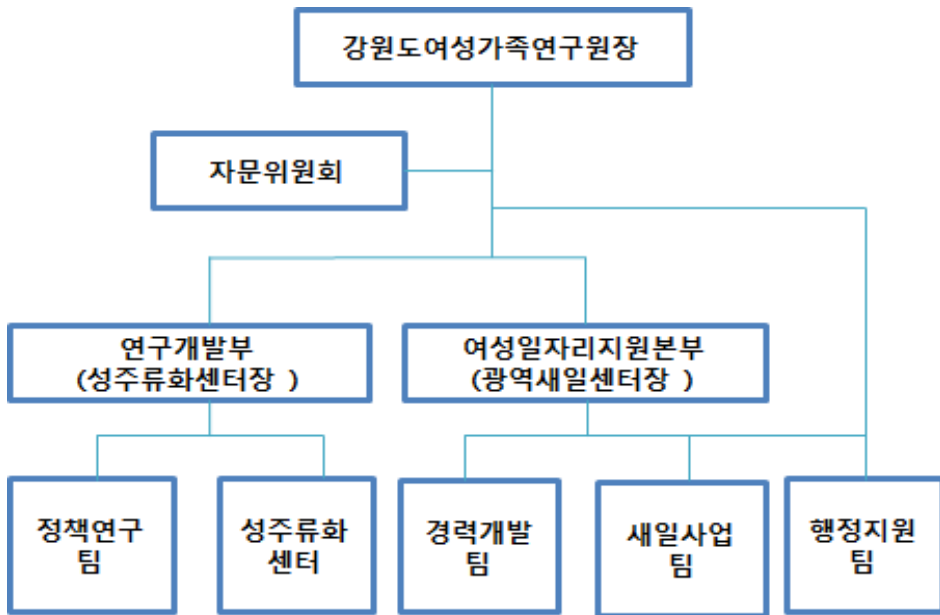 강원도여성가족연구원장
자문위원회
연구개발부
(성주류화센터장 )
여성일자리지원본부
(광역새일센터장 )
정책연구
팀
성주류화
센터
경력개발
팀
새일사업
팀
행정지원
팀